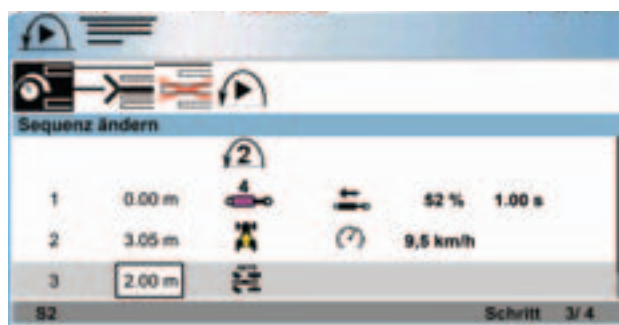 Sequenz ändern
2
4
1 0.00 m 52 % 1.00 s
2 3.05 m 9,5 km/h
3 2.00 m
S2 Schritt 3/ 4